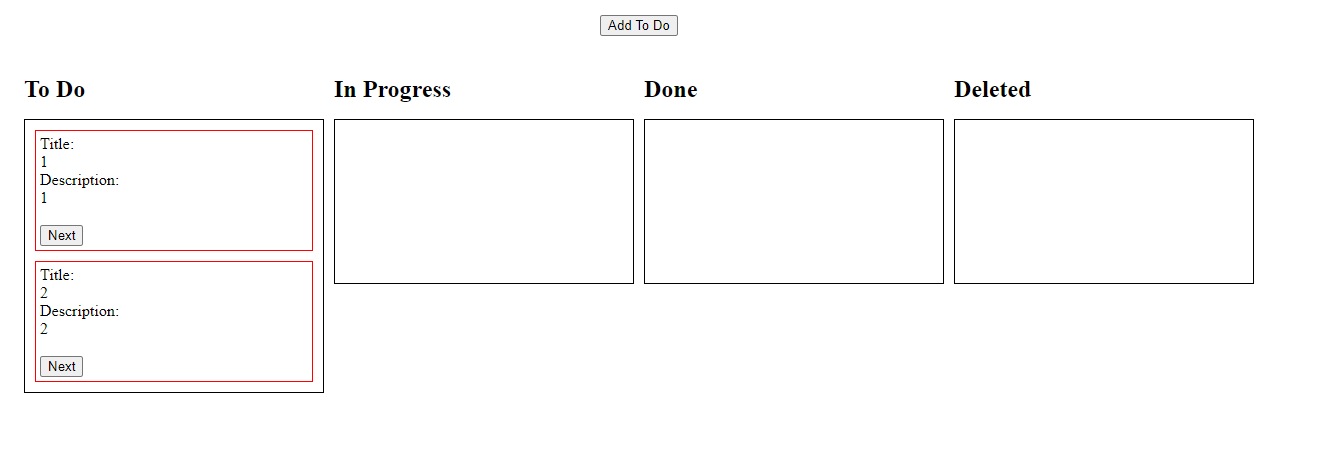 Add To Do
To Do
In Progress
Done
Deleted
Title:
1
Description:
1
Next
Title:
2
Description:
2
Next